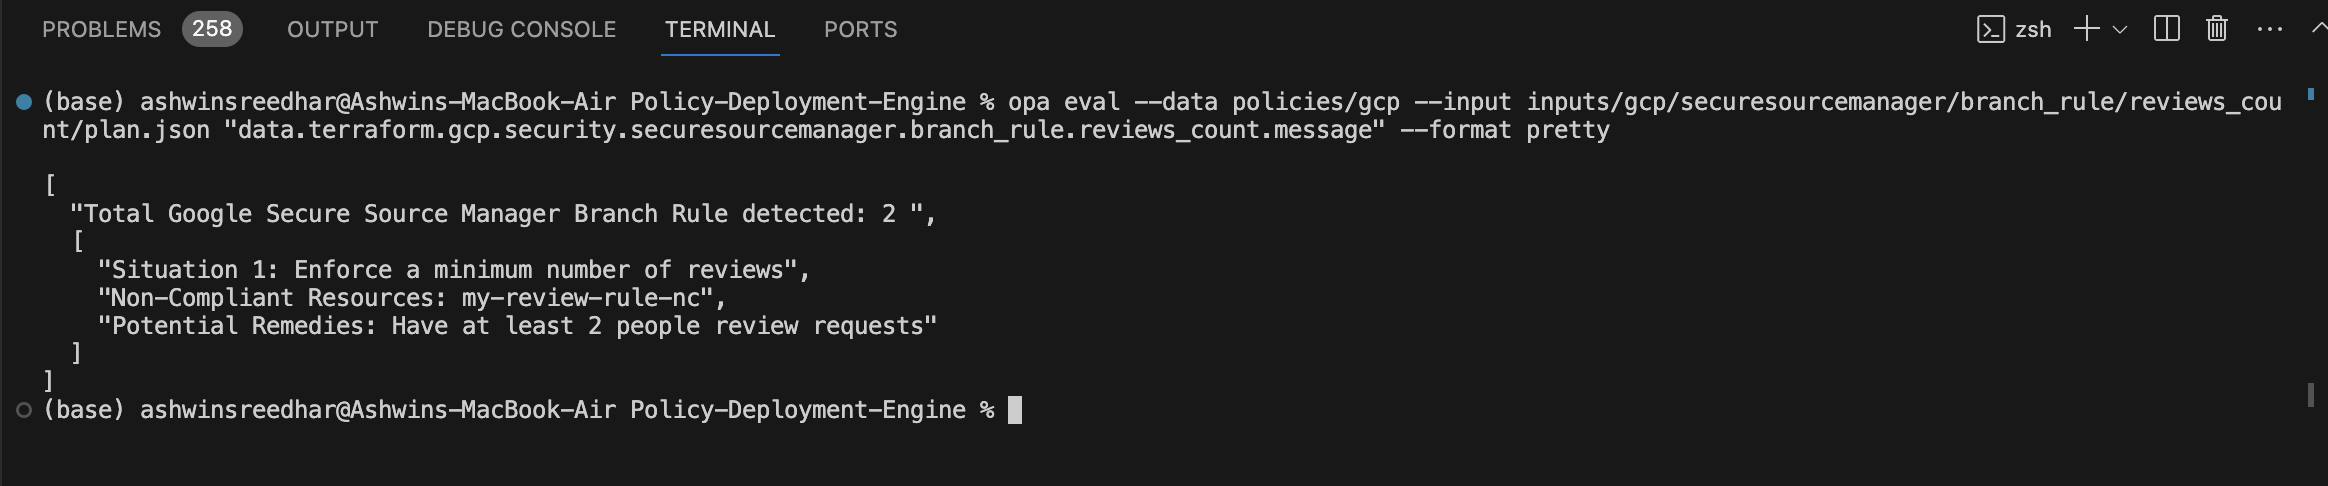 PROBLEMS 258 OUTPUT DEBUG CONSOLE TERMINAL PORTS zsh
(base) ashwinsreedhar@Ashwins-MacBook-Air Policy-Deployment-Engine % opa eval --data policies/gcp --input inputs/gcp/securesourcemanager/branch_rule/reviews_cou
nt/plan.json "data.terraform.gcp.security.securesourcemanager.branch_rule.reviews_count.message" --format pretty
[
"Total Google Secure Source Manager Branch Rule detected: 2 ",
[
"Situation 1: Enforce a minimum number of reviews",
"Non-Compliant Resources: my-review-rule-nc",
"Potential Remedies: Have at least 2 people review requests"
]
]
(base) ashwinsreedhar@Ashwins-MacBook-Air Policy-Deployment-Engine %